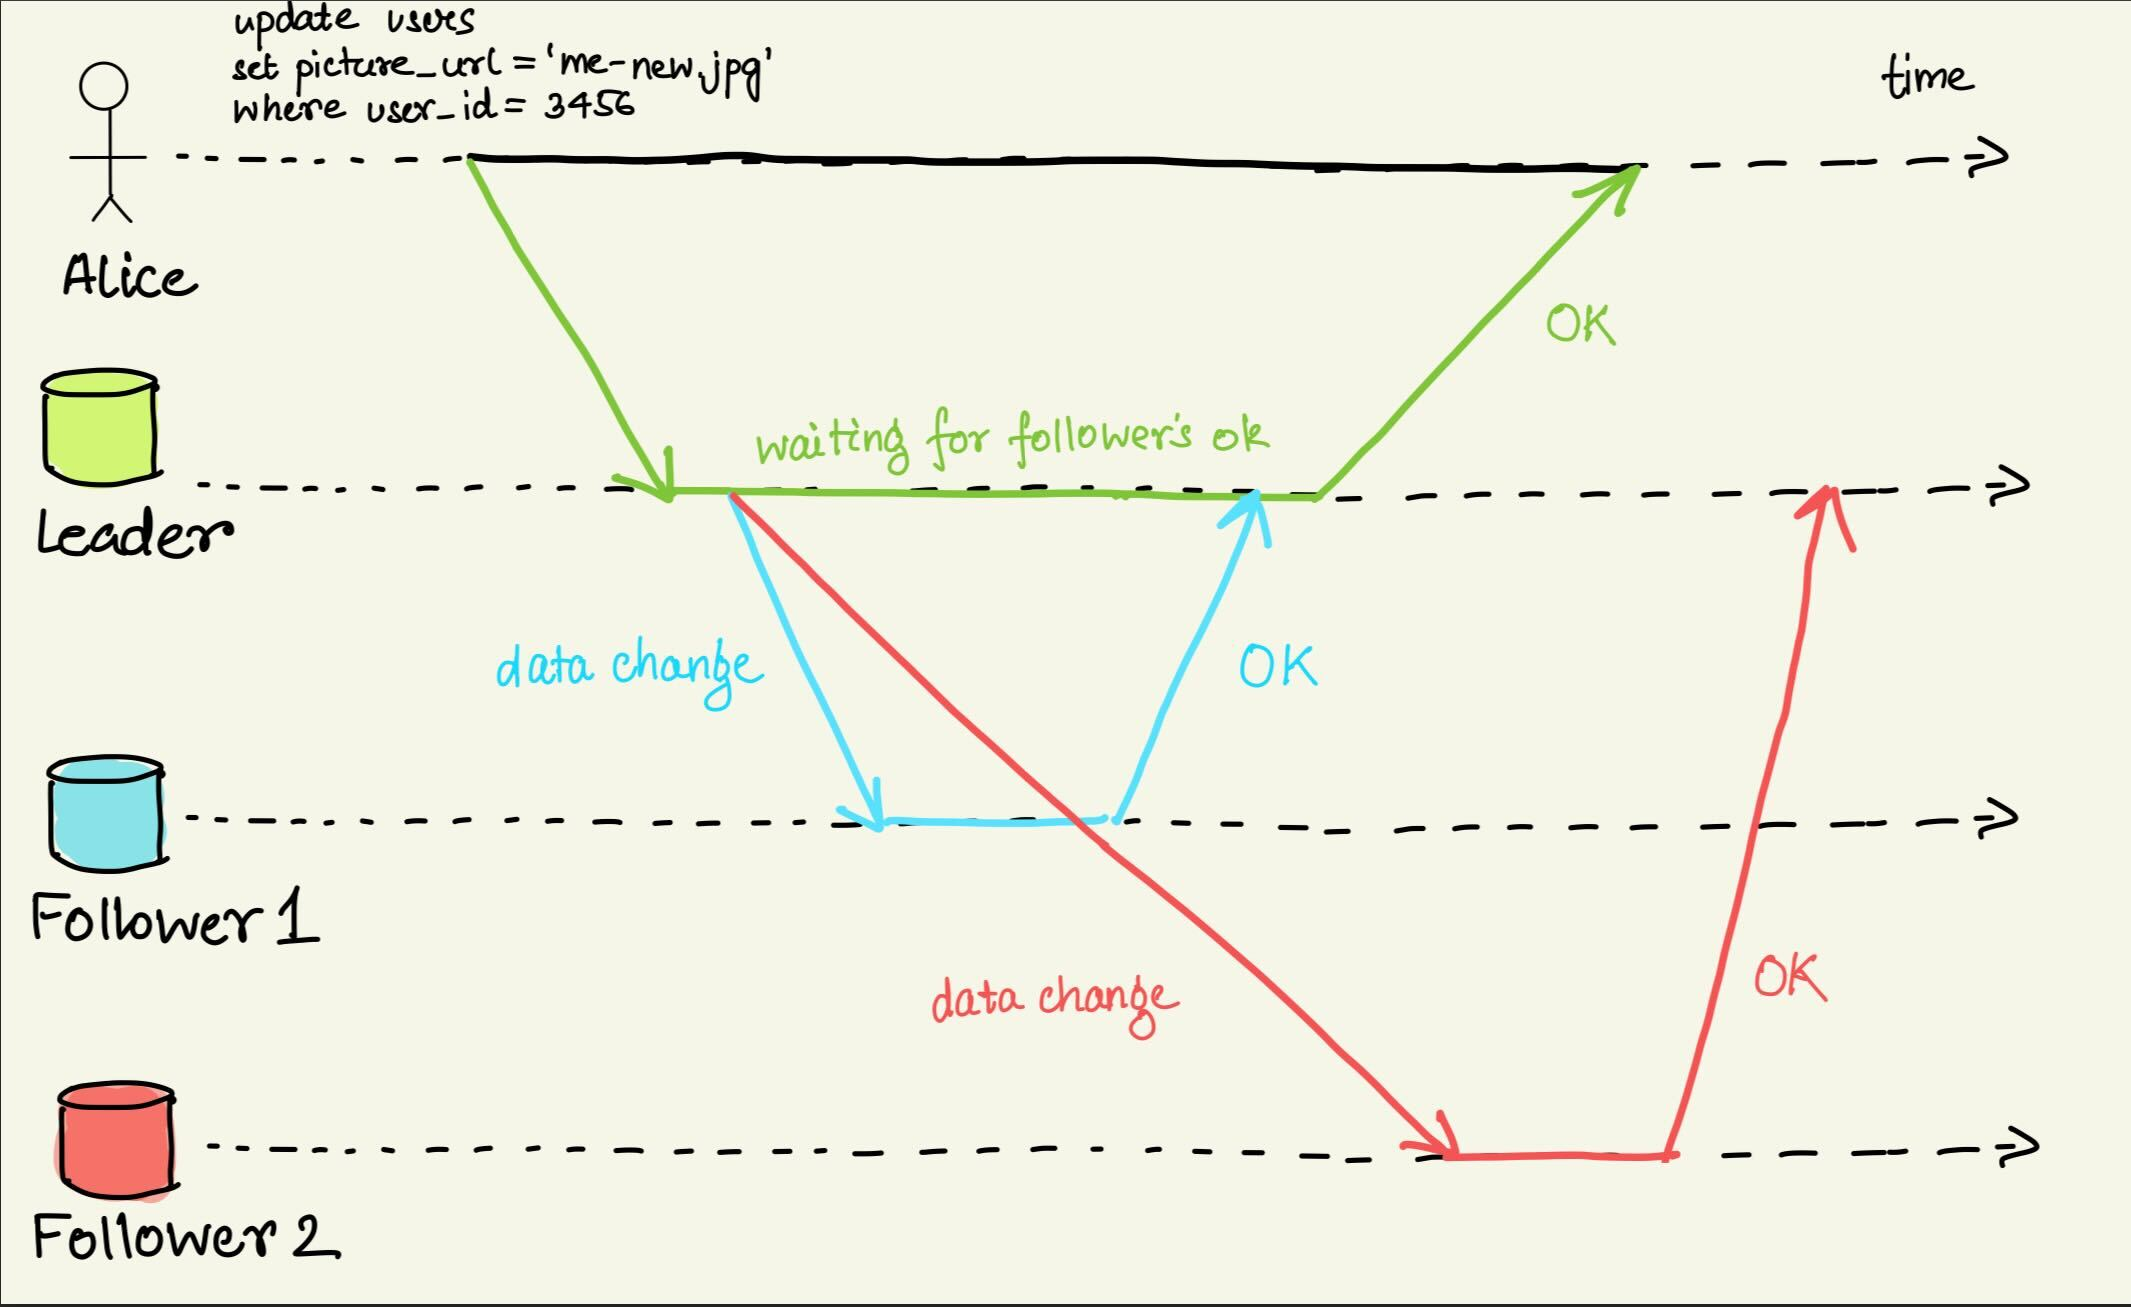 update users
set picture_url = 'me-new.jpg'
where user_id = 3456
time
Alice
OK
waiting for follower's ok
Leader
data change
OK
Follower 1
data change
OK
Follower 2